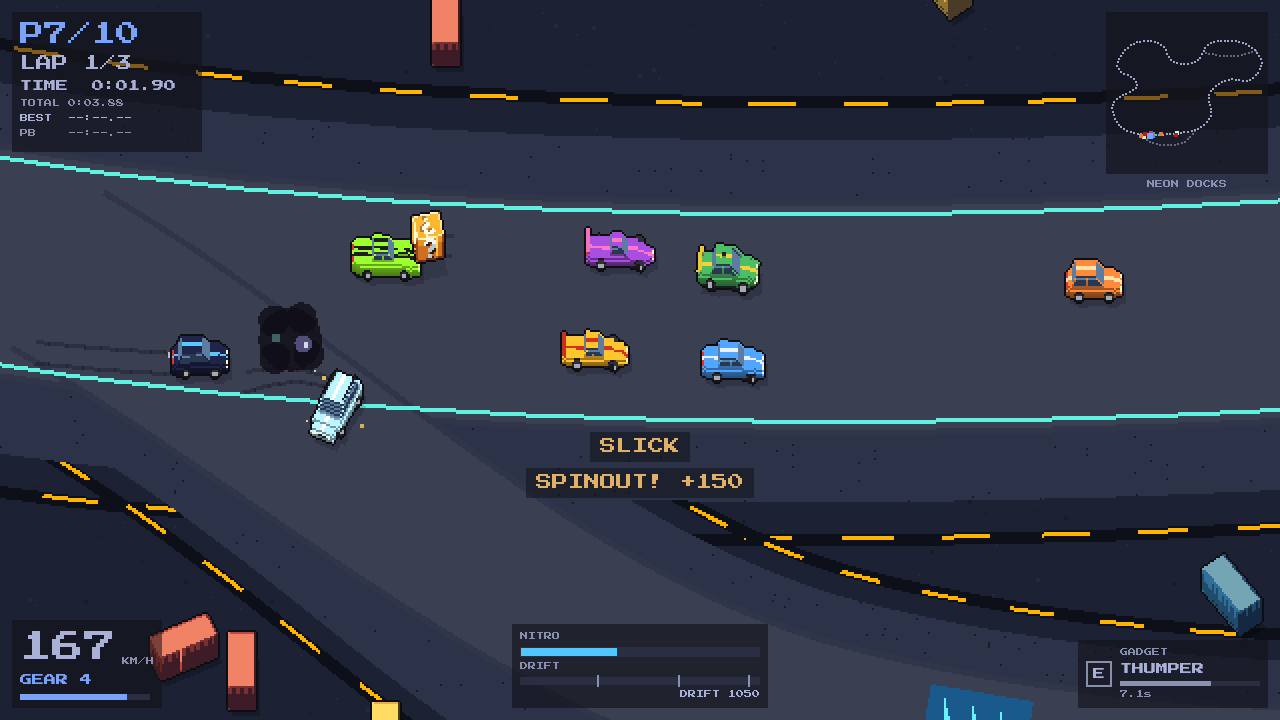 P7/10
LAP 1/3
TIME 0:01.90
TOTAL 0:03.88
BEST --:--.--
PB --:--.--
NEON DOCKS
SLICK
SPINOUT! +150
167 KM/H
GEAR 4
NITRO
DRIFT
DRIFT 1050
E
GADGET
THUMPER
7.1s